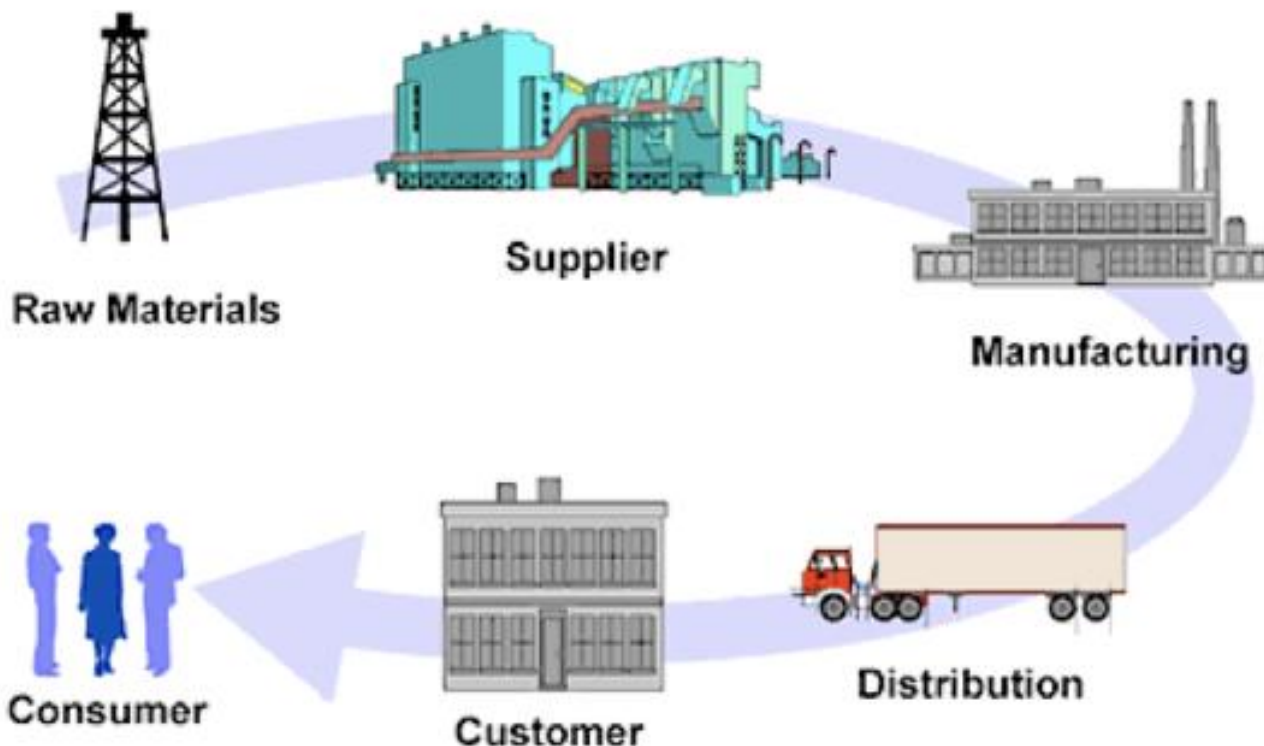 Raw Materials
Supplier
Manufacturing
Distribution
Customer
Consumer